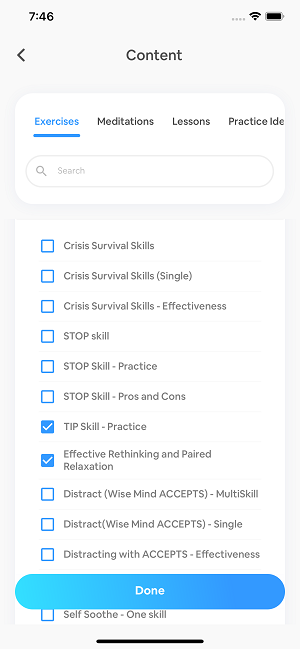 7:46
Content
Exercises Meditations Lessons Practice Ide
Search
Crisis Survival Skills
Crisis Survival Skills (Single)
Crisis Survival Skills - Effectiveness
STOP skill
STOP Skill - Practice
STOP Skill - Pros and Cons
TIP Skill - Practice
Effective Rethinking and Paired
Relaxation
Distract (Wise Mind ACCEPTS) - MultiSkill
Distract(Wise Mind ACCEPTS) - Single
Distracting with ACCEPTS - Effectiveness
Done
Self Soothe - One skill